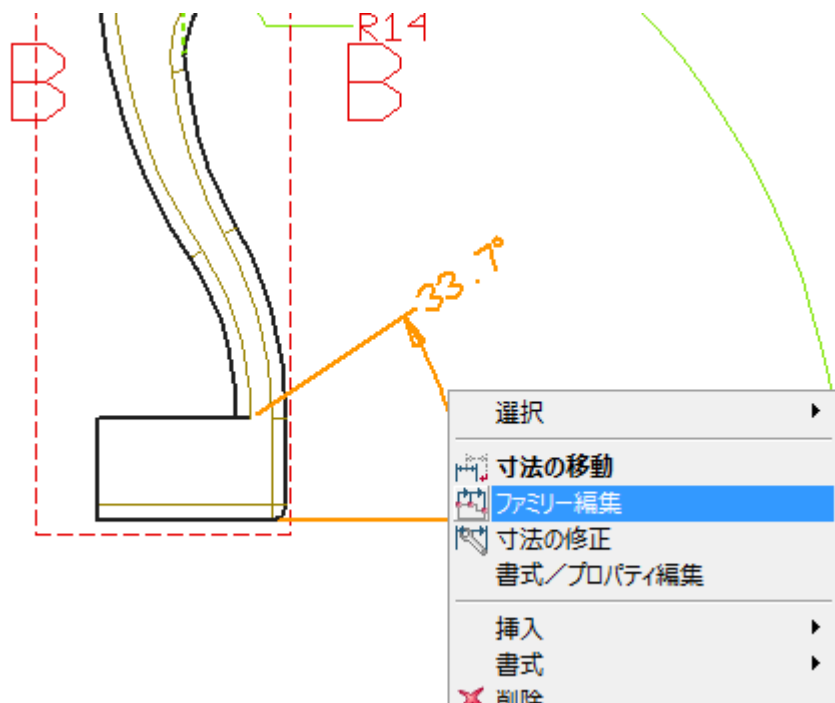 R14
B
B
33.7°
選択
寸法の移動
ファミリー編集
寸法の修正
書式／プロパティ編集
挿入
書式
削除